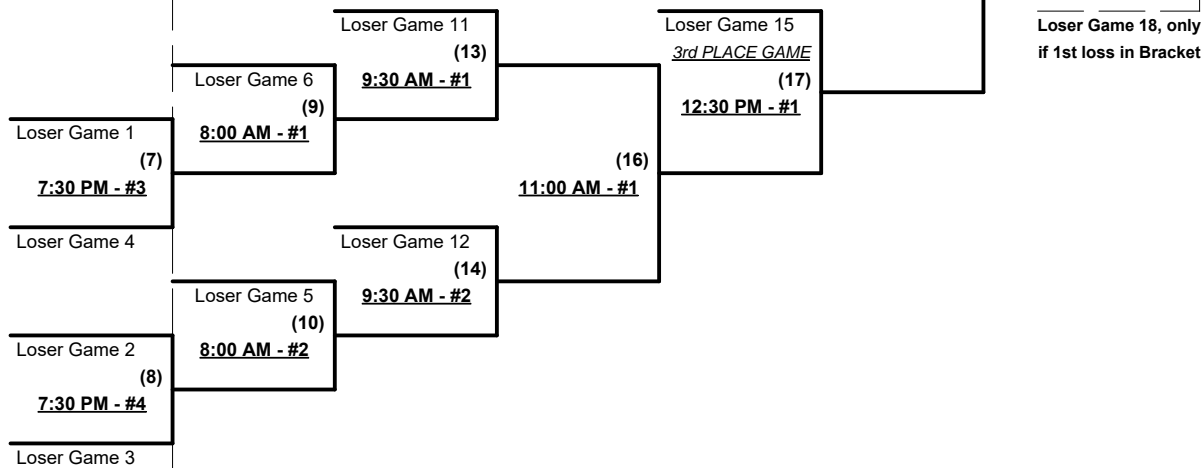 Loser Game 11
(13)
9:30 AM - #1
Loser Game 15
3rd PLACE GAME
(17)
12:30 PM - #1
Loser Game 18, only
if 1st loss in Bracket
Loser Game 6
(9)
8:00 AM - #1
Loser Game 1
(7)
7:30 PM - #3
Loser Game 4
(16)
11:00 AM - #1
Loser Game 12
(14)
9:30 AM - #2
Loser Game 5
(10)
8:00 AM - #2
Loser Game 2
(8)
7:30 PM - #4
Loser Game 3